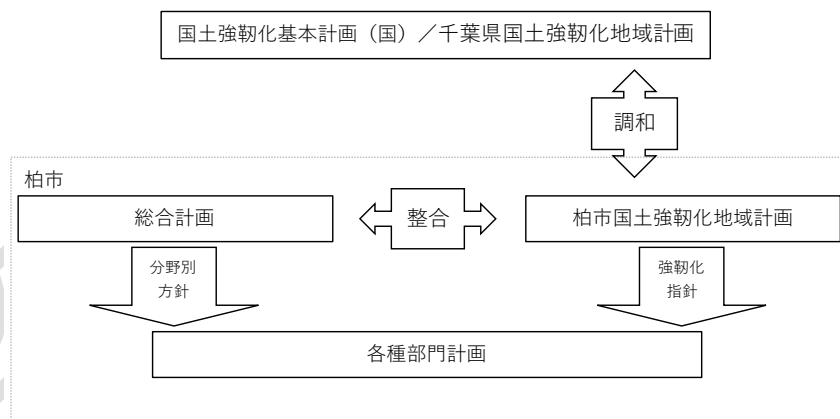 国土強靭化基本計画（国）／千葉県国土強靭化地域計画
調和
柏市
総合計画
整合
柏市国土強靭化地域計画
分野別
方針
強靭化
指針
各種部門計画